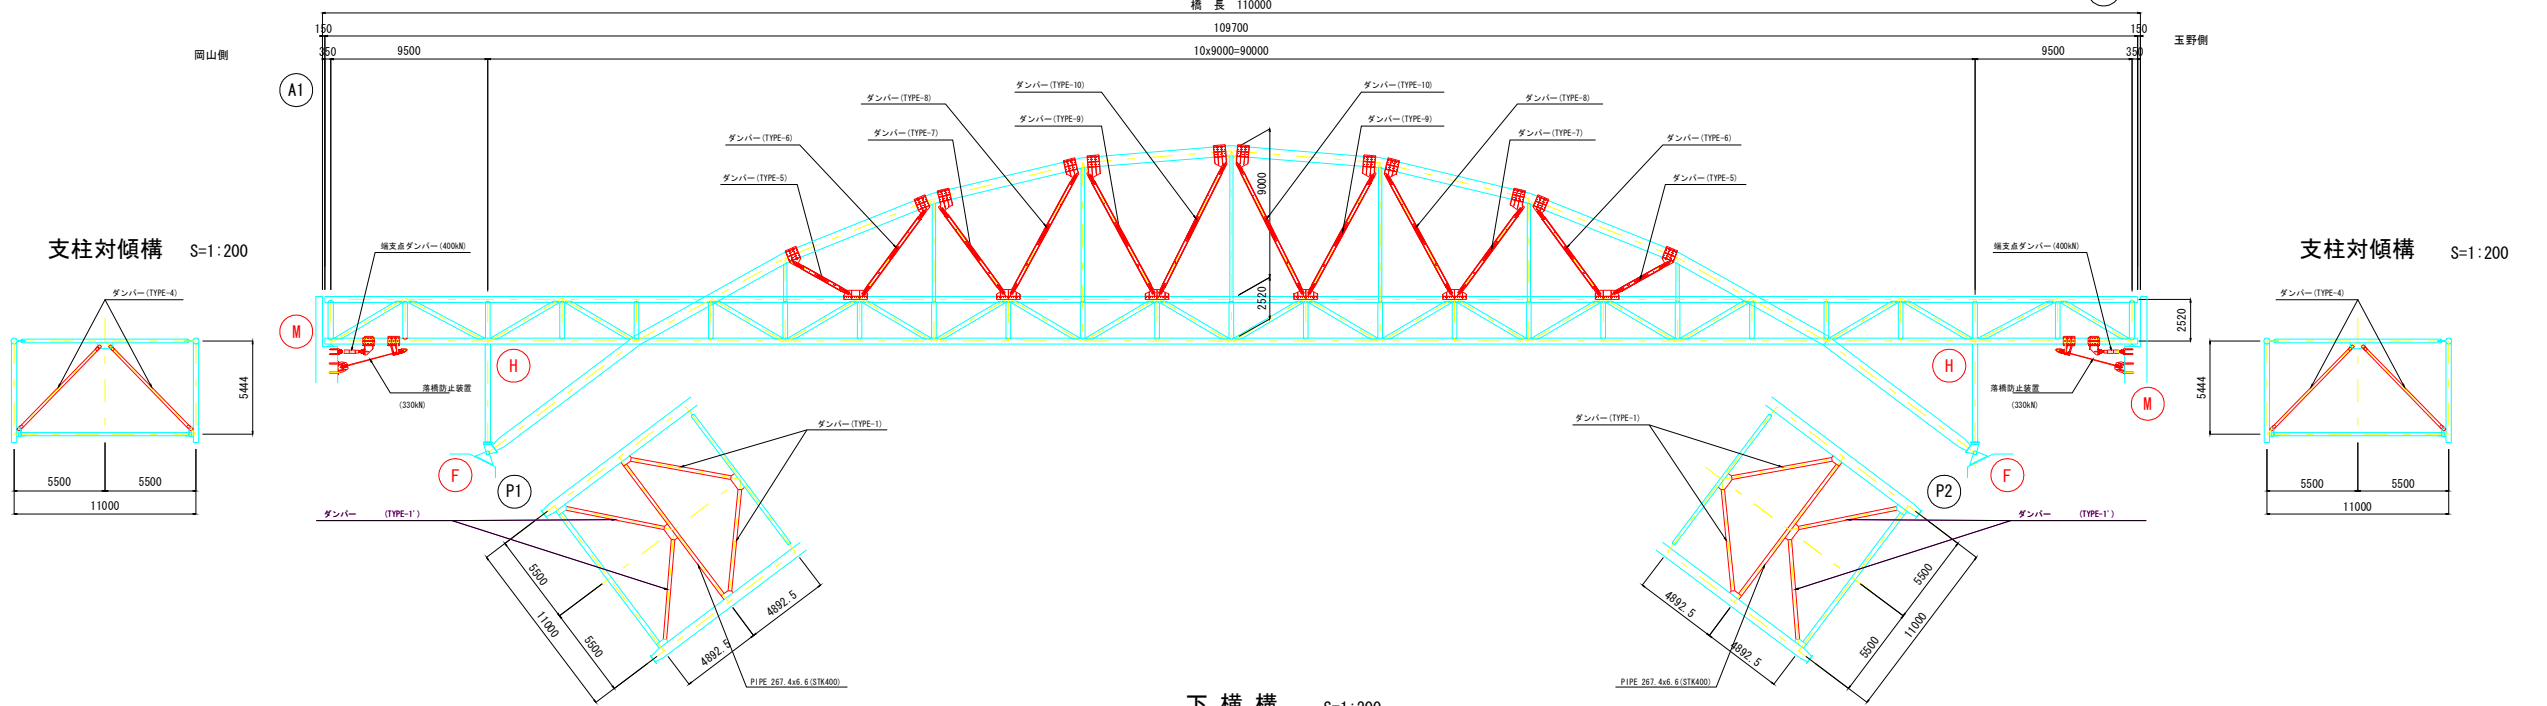 橋 長 110000
150
109700
150
岡山側
350
9500
10x9000=90000
9500
350
玉野側
A1
ダンパー(TYPE-8)
ダンパー(TYPE-10)
ダンパー(TYPE-10)
ダンパー(TYPE-8)
ダンパー(TYPE-6)
ダンパー(TYPE-7)
ダンパー(TYPE-9)
ダンパー(TYPE-9)
ダンパー(TYPE-7)
ダンパー(TYPE-6)
ダンパー(TYPE-5)
ダンパー(TYPE-5)
9000
2520
支柱対傾構 S=1:200
端支点ダンパー(400kN)
端支点ダンパー(400kN)
支柱対傾構 S=1:200
ダンパー(TYPE-4)
ダンパー(TYPE-4)
M
H
H
M
2520
5444
5444
落橋防止装置
(330kN)
落橋防止装置
(330kN)
5500
5500
11000
5500
5500
11000
F
P1
P2
F
ダンパー(TYPE-1)
ダンパー(TYPE-1)
ダンパー (TYPE-1')
ダンパー (TYPE-1')
5500
5500
11000
4892.5
4892.5
PIPE 267.4x6.6(STK400)
4892.5
4892.5
5500
5500
11000
PIPE 267.4x6.6(STK400)
下 横 構 S=1:200